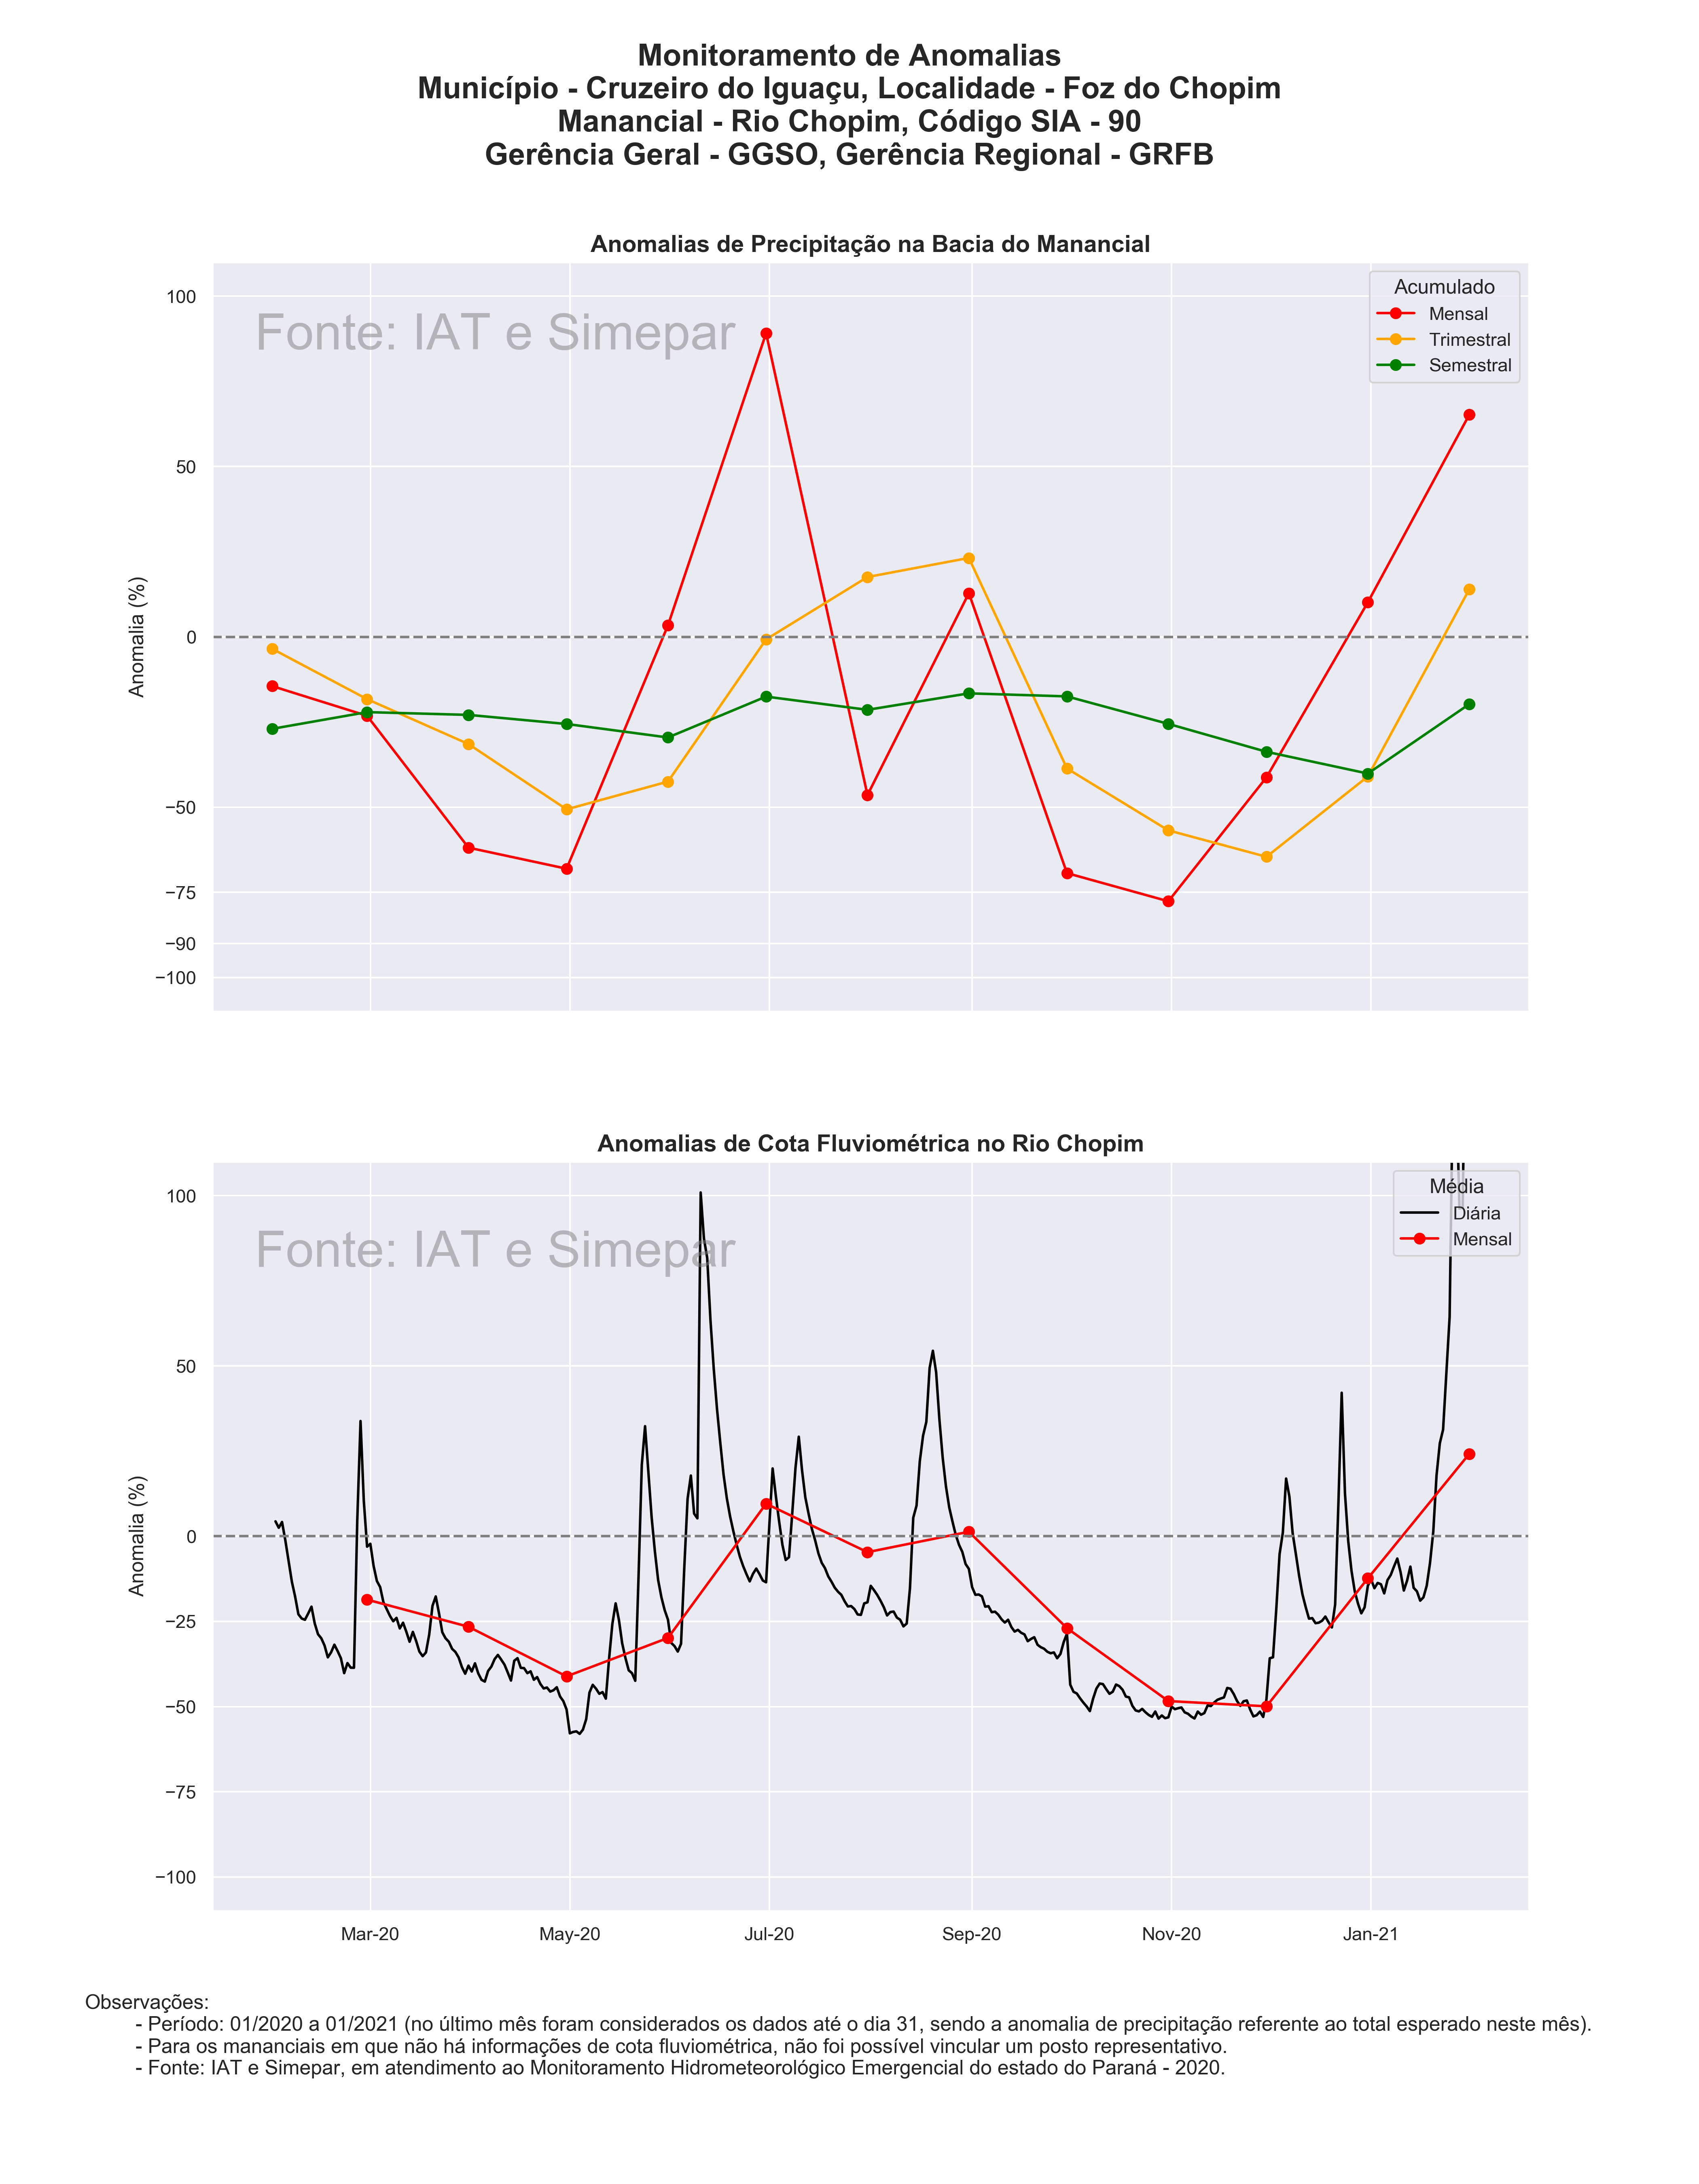 Monitoramento de Anomalias
Município - Cruzeiro do Iguaçu, Localidade - Foz do Chopim
Manancial - Rio Chopim, Código SIA - 90
Gerência Geral - GGSO, Gerência Regional - GRFB
Anomalias de Precipitação na Bacia do Manancial
Fonte: IAT e Simepar
Acumulado
Mensal
Trimestral
Semestral
Anomalia (%)
100
50
0
−50
−75
−90
−100
Anomalias de Cota Fluviométrica no Rio Chopim
Fonte: IAT e Simepar
Média
Diária
Mensal
Anomalia (%)
100
50
0
−25
−50
−75
−100
Mar-20 May-20 Jul-20 Sep-20 Nov-20 Jan-21
Observações:
- Período: 01/2020 a 01/2021 (no último mês foram considerados os dados até o dia 31, sendo a anomalia de precipitação referente ao total esperado neste mês).
- Para os mananciais em que não há informações de cota fluviométrica, não foi possível vincular um posto representativo.
- Fonte: IAT e Simepar, em atendimento ao Monitoramento Hidrometeorológico Emergencial do estado do Paraná - 2020.